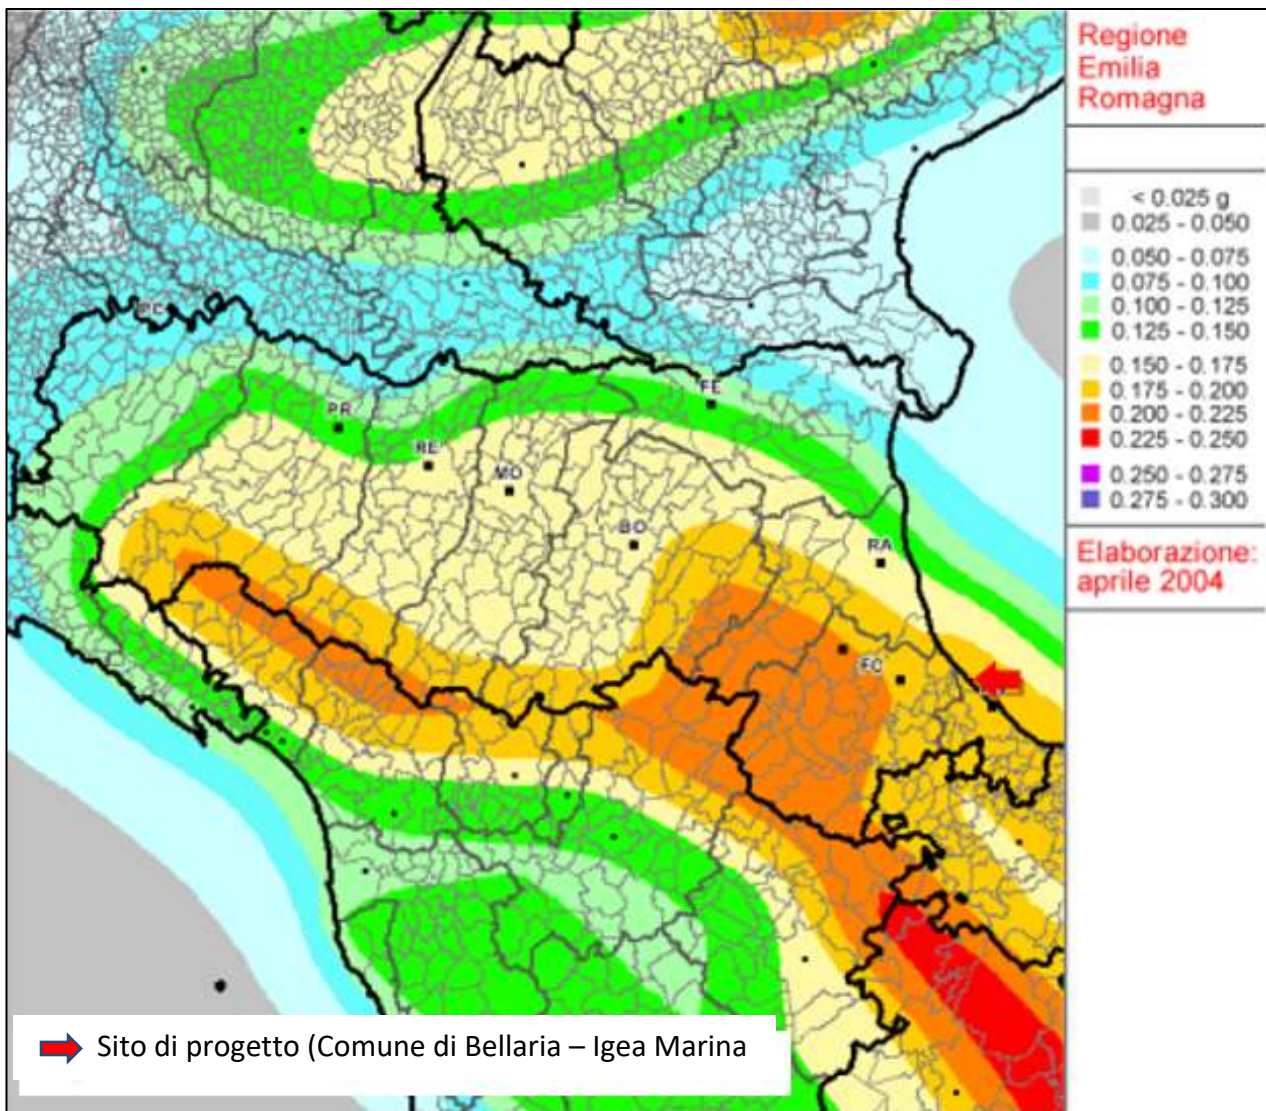 Regione
Emilia
Romagna
< 0.025 g
0.025 - 0.050
0.050 - 0.075
0.075 - 0.100
0.100 - 0.125
0.125 - 0.150
0.150 - 0.175
0.175 - 0.200
0.200 - 0.225
0.225 - 0.250
0.250 - 0.275
0.275 - 0.300
Elaborazione:
aprile 2004
PC
FE
PR
RE
MO
BO
RA
FC
Sito di progetto (Comune di Bellaria – Igea Marina